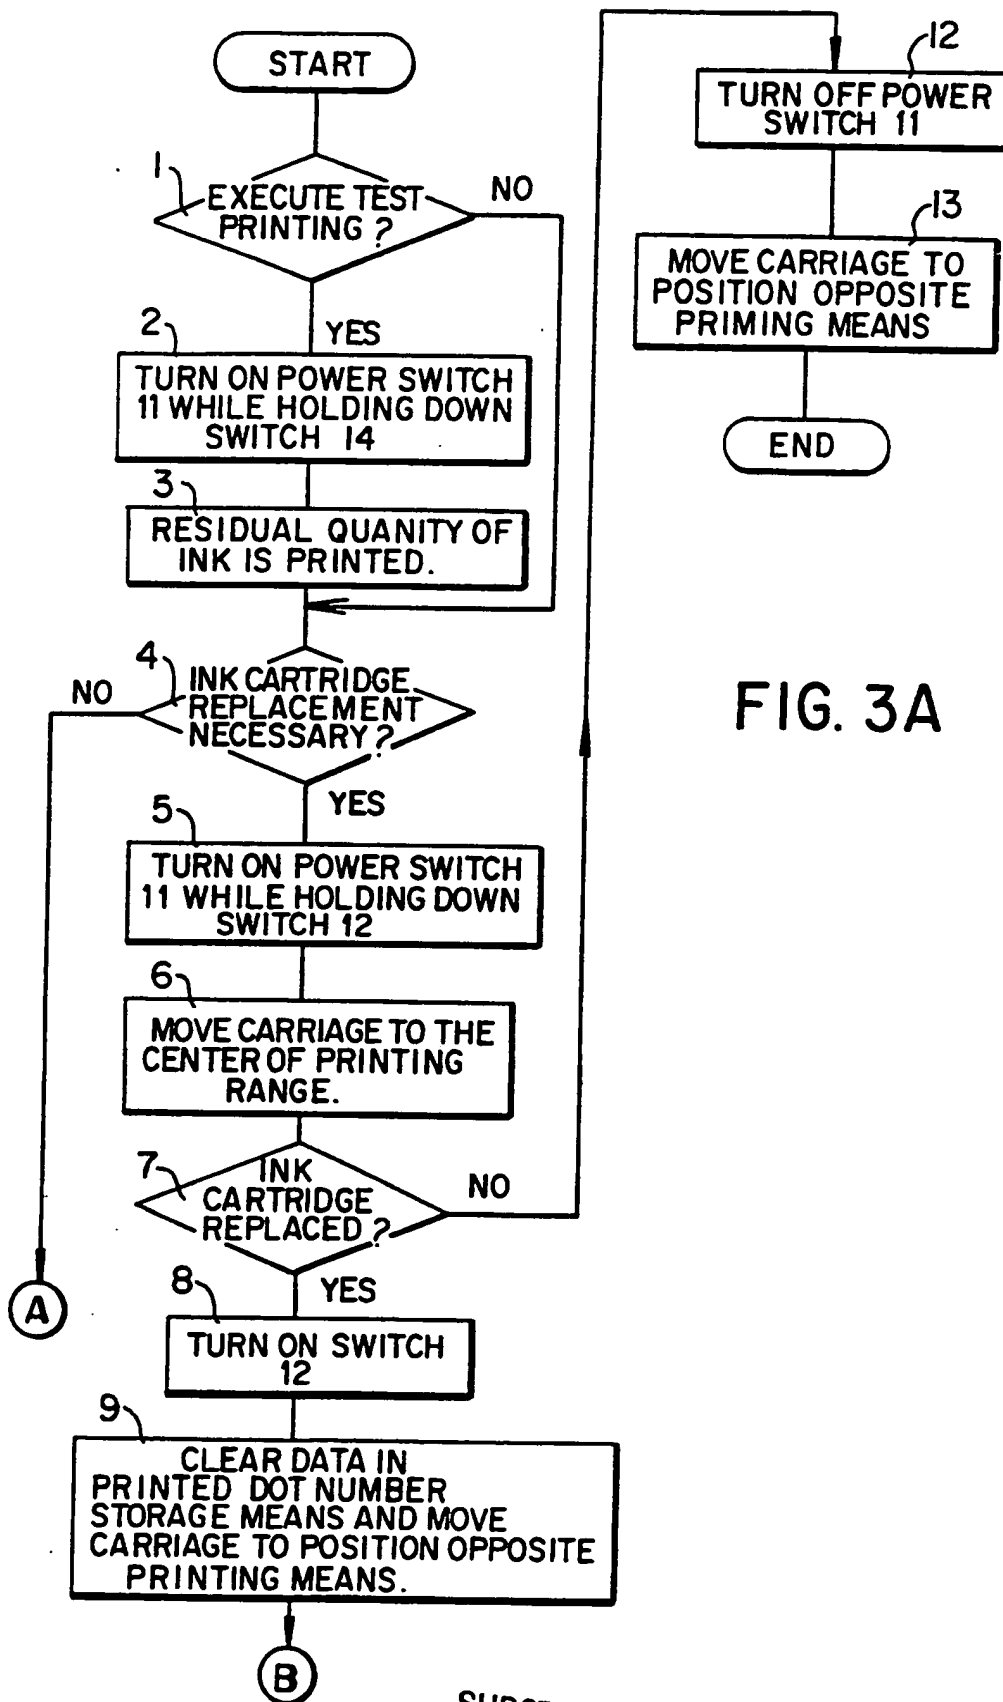 START
1
EXECUTE TEST
PRINTING ?
NO
YES
2
TURN ON POWER SWITCH
11 WHILE HOLDING DOWN
SWITCH 14
3
RESIDUAL QUANITY OF
INK IS PRINTED.
4
INK CARTRIDGE
REPLACEMENT
NECESSARY ?
NO
YES
5
TURN ON POWER SWITCH
11 WHILE HOLDING DOWN
SWITCH 12
6
MOVE CARRIAGE TO THE
CENTER OF PRINTING
RANGE.
7
INK
CARTRIDGE
REPLACED ?
NO
YES
A
8
TURN ON SWITCH
12
9
CLEAR DATA IN
PRINTED DOT NUMBER
STORAGE MEANS AND MOVE
CARRIAGE TO POSITION OPPOSITE
PRINTING MEANS.
B
12
TURN OFF POWER
SWITCH 11
13
MOVE CARRIAGE TO
POSITION OPPOSITE
PRIMING MEANS
END
FIG. 3A